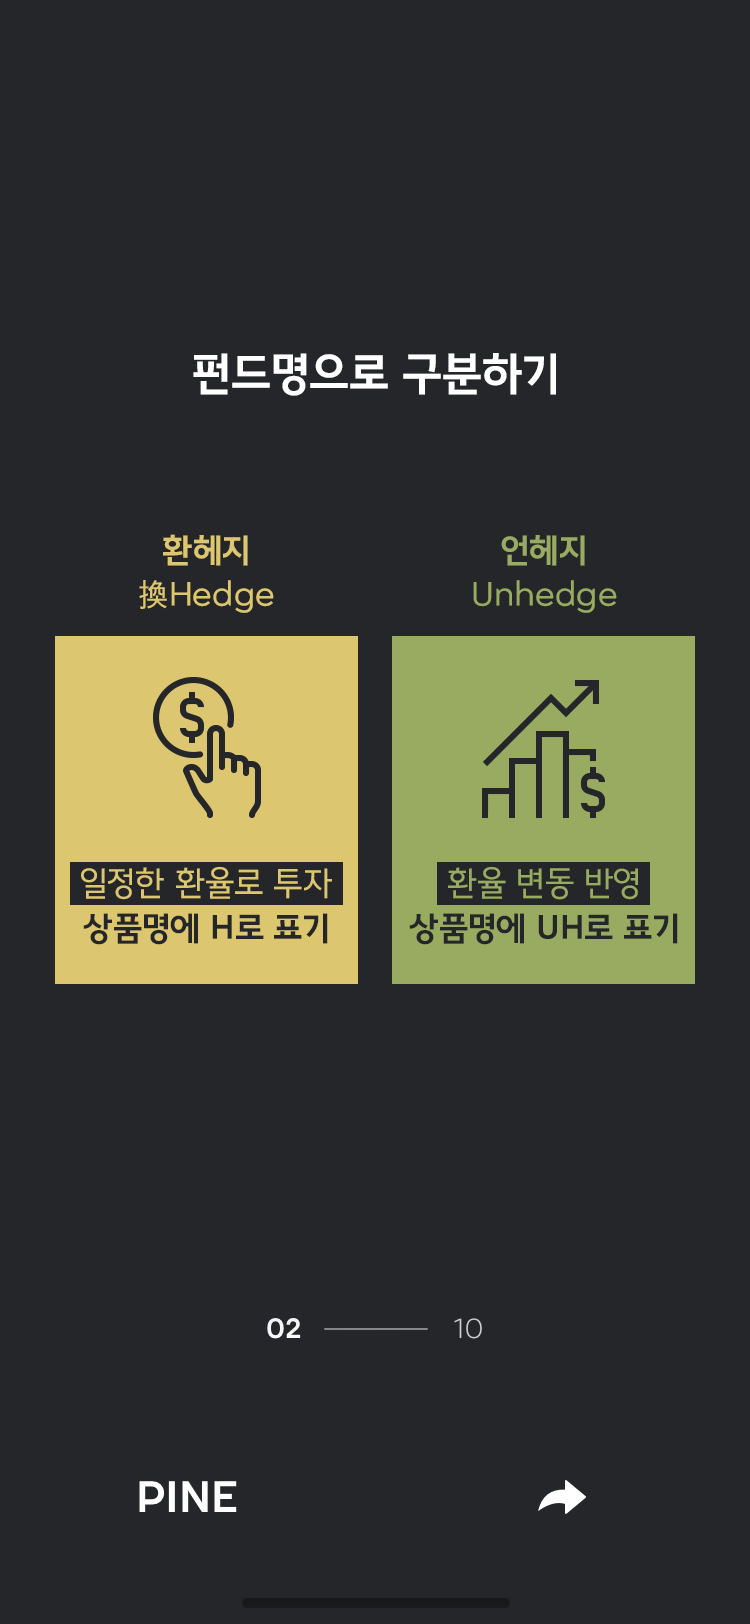 펀드명으로 구분하기
환헤지
換Hedge
언헤지
Unhedge
$
일정한 환율로 투자
상품명에 H로 표기
$
환율 변동 반영
상품명에 UH로 표기
02
10
PINE